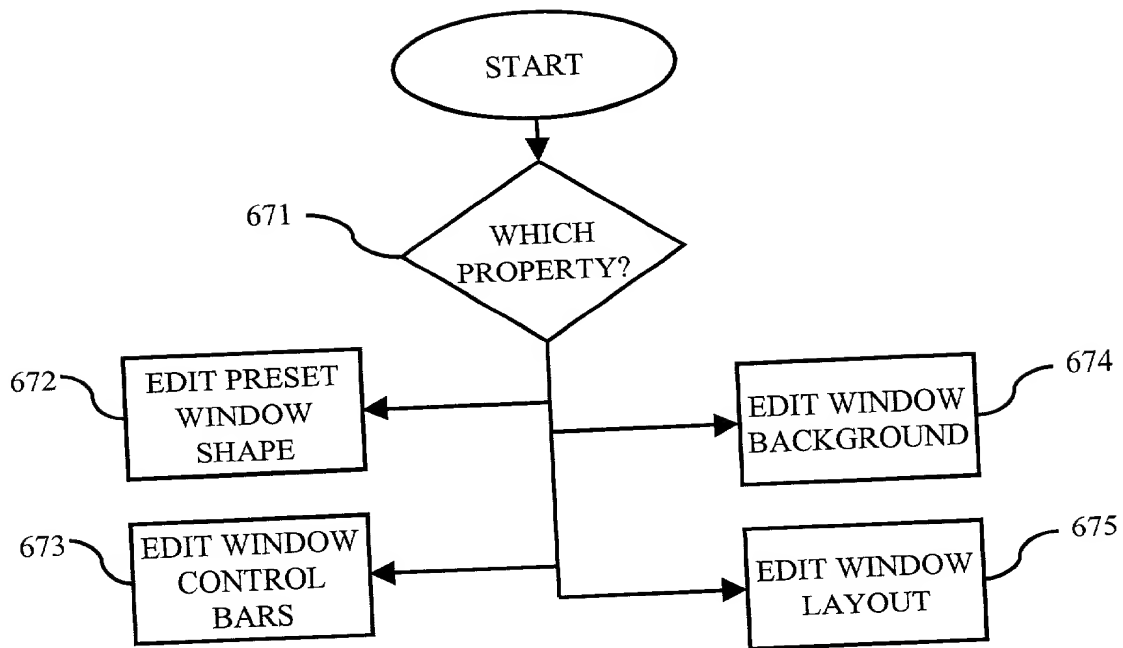 START
671
WHICH
PROPERTY?
672
EDIT PRESET
WINDOW
SHAPE
674
EDIT WINDOW
BACKGROUND
673
EDIT WINDOW
CONTROL
BARS
675
EDIT WINDOW
LAYOUT